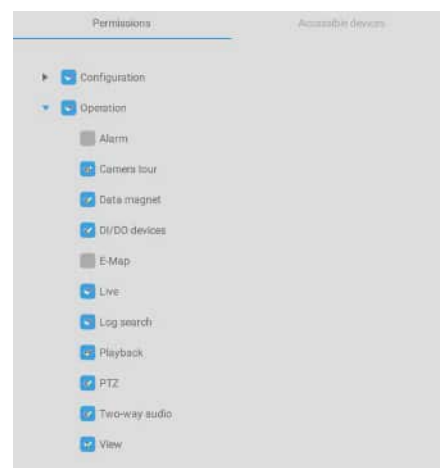 Permissions
Accessible devices
Configuration
Operation
Alarm
Camera tour
Data magnet
DI/DO devices
E-Map
Live
Log search
Playback
PTZ
Two-way audio
View